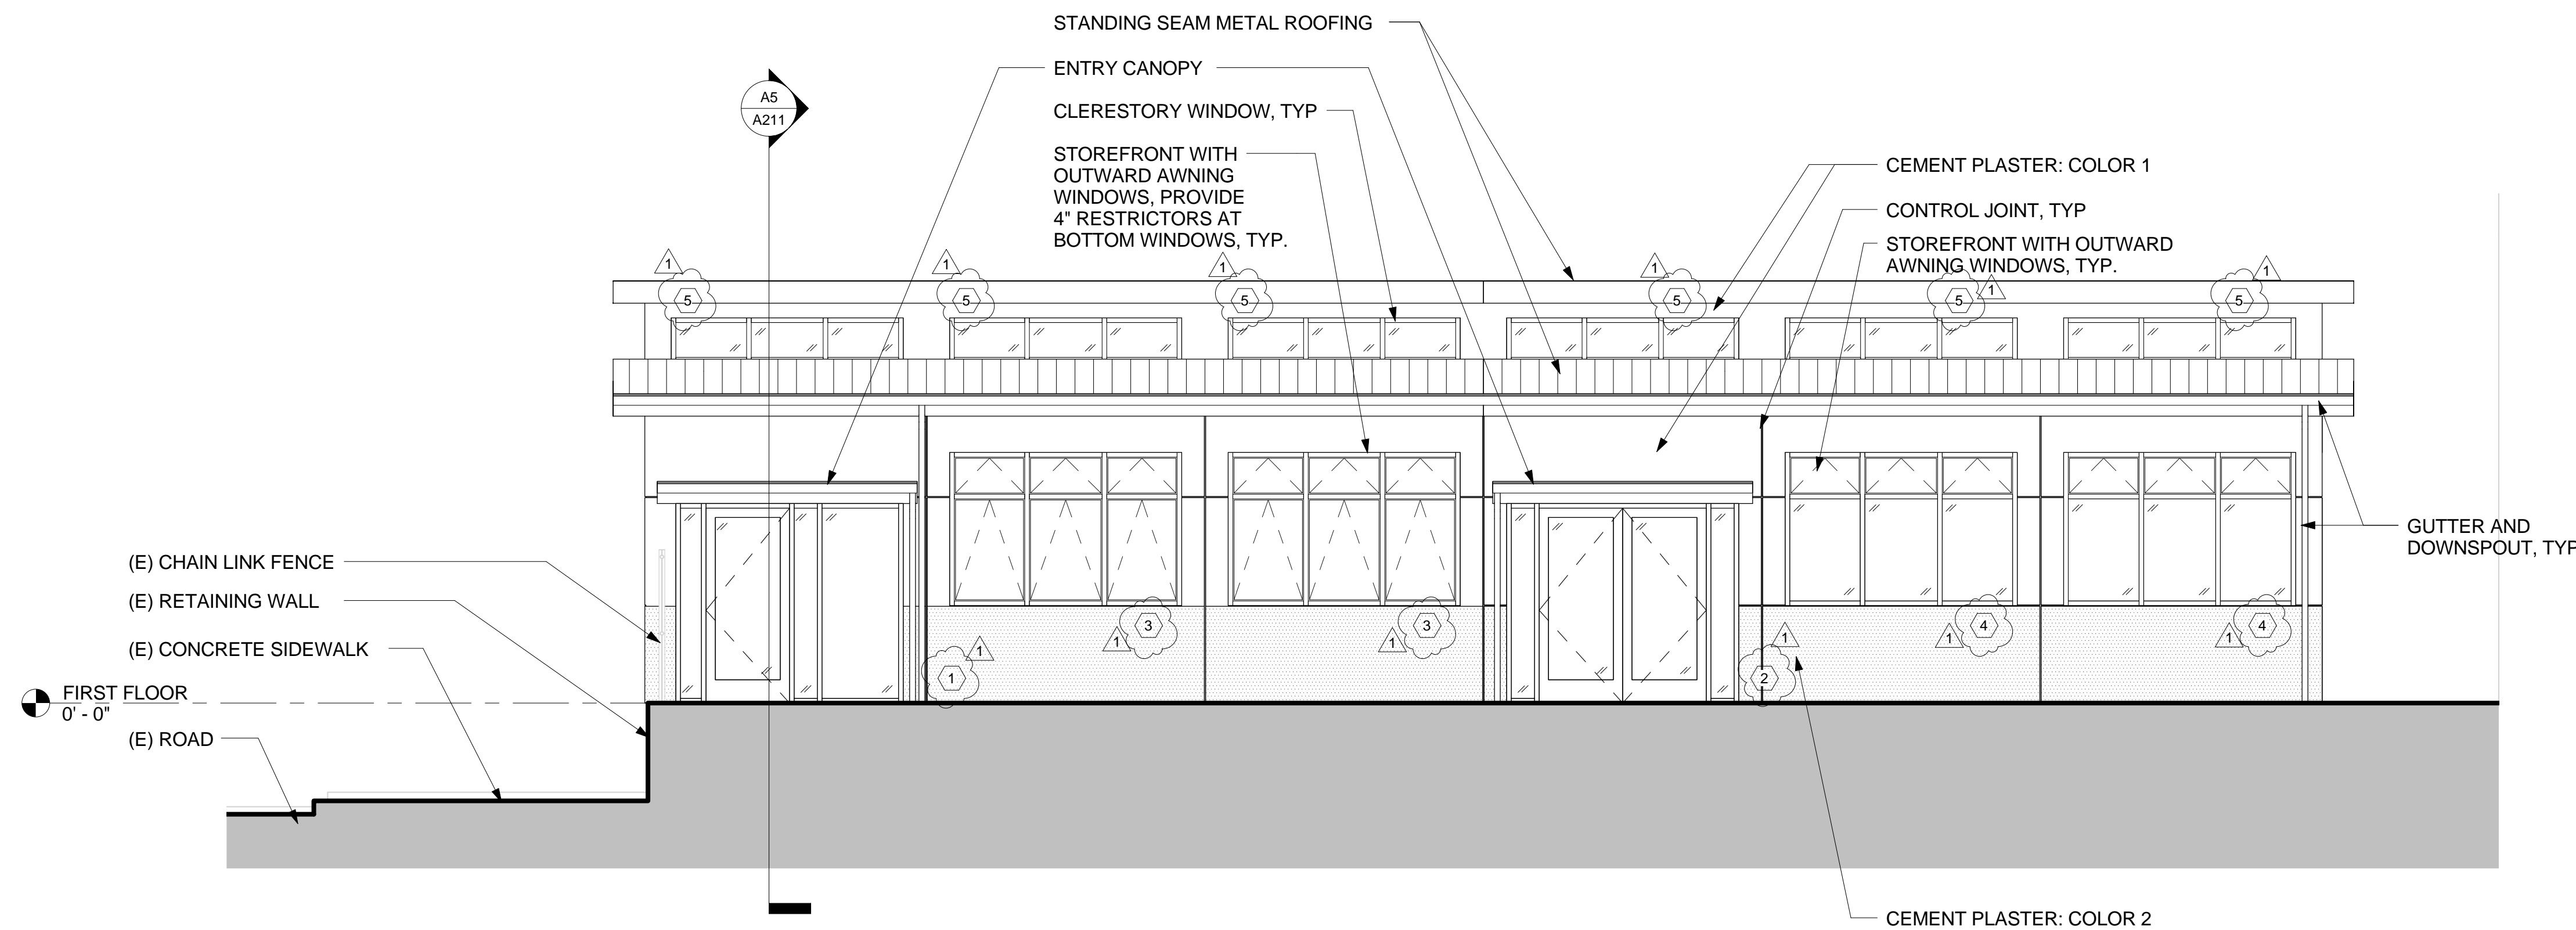 STANDING SEAM METAL ROOFING
ENTRY CANOPY
A5
A211
CLERESTORY WINDOW, TYP
STOREFRONT WITH
OUTWARD AWNING
WINDOWS, PROVIDE
4" RESTRICTORS AT
BOTTOM WINDOWS, TYP.
CEMENT PLASTER: COLOR 1
CONTROL JOINT, TYP
STOREFRONT WITH OUTWARD
AWNING WINDOWS, TYP.
1
1
1
1
1
1
5
5
5
5
5
5
GUTTER AND
DOWNSPOUT, TYP
(E) CHAIN LINK FENCE
(E) RETAINING WALL
(E) CONCRETE SIDEWALK
3
3
4
4
1
1
1
1
1
1
1
2
FIRST FLOOR
0' - 0"
(E) ROAD
CEMENT PLASTER: COLOR 2